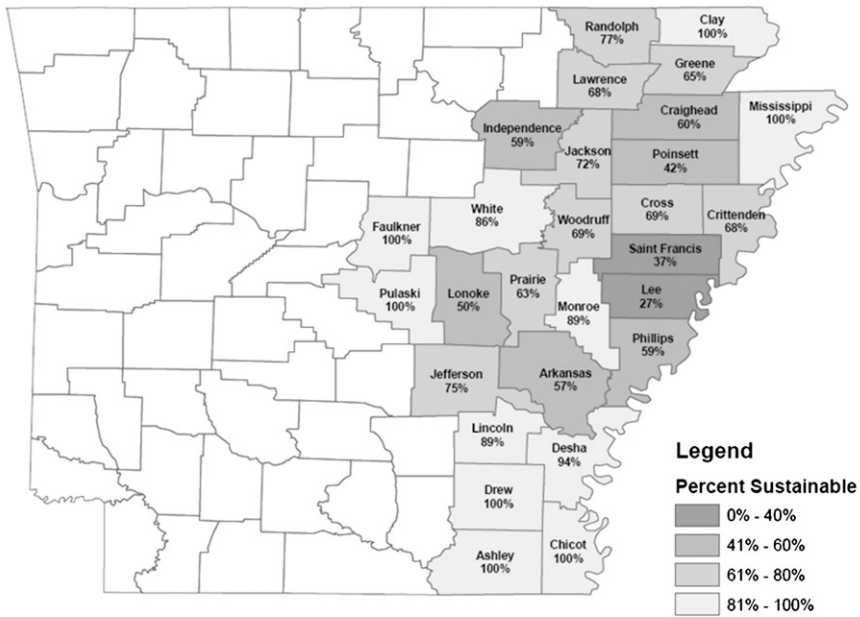 Randolph
77%
Clay
100%
Greene
65%
Lawrence
68%
Craighead
60%
Mississippi
100%
Independence
59%
Jackson
72%
Poinsett
42%
White
86%
Woodruff
69%
Cross
69%
Crittenden
68%
Faulkner
100%
Saint Francis
37%
Pulaski
100%
Lonoke
50%
Prairie
63%
Monroe
89%
Lee
27%
Phillips
59%
Jefferson
75%
Arkansas
57%
Lincoln
89%
Desha
94%
Drew
100%
Ashley
100%
Chicot
100%
Legend
Percent Sustainable
0% - 40%
41% - 60%
61% - 80%
81% - 100%